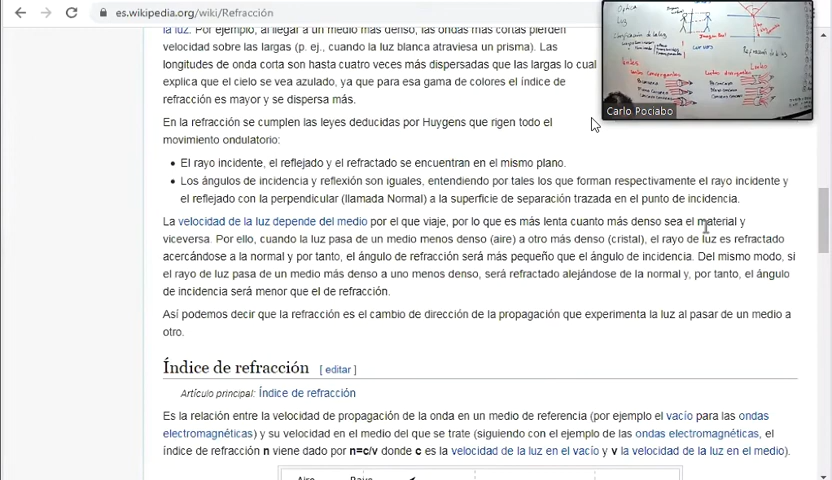 es.wikipedia.org/wiki/Refracción
la luz. Por ejemplo, al llegar a un medio más denso, las ondas más cortas pierden
velocidad sobre las largas (p. ej., cuando la luz blanca atraviesa un prisma). Las
longitudes de onda corta son hasta cuatro veces más dispersadas que las largas lo cual
explica que el cielo se vea azulado, ya que para esa gama de colores el índice de
refracción es mayor y se dispersa más.
En la refracción se cumplen las leyes deducidas por Huygens que rigen todo el
movimiento ondulatorio:
El rayo incidente, el reflejado y el refractado se encuentran en el mismo plano.
Los ángulos de incidencia y reflexión son iguales, entendiendo por tales los que forman respectivamente el rayo incidente y
el reflejado con la perpendicular (llamada Normal) a la superficie de separación trazada en el punto de incidencia.
La velocidad de la luz depende del medio por el que viaje, por lo que es más lenta cuanto más denso sea el material y
viceversa. Por ello, cuando la luz pasa de un medio menos denso (aire) a otro más denso (cristal), el rayo de luz es refractado
acercándose a la normal y por tanto, el ángulo de refracción será más pequeño que el ángulo de incidencia. Del mismo modo, si
el rayo de luz pasa de un medio más denso a uno menos denso, será refractado alejándose de la normal y, por tanto, el ángulo
de incidencia será menor que el de refracción.
Así podemos decir que la refracción es el cambio de dirección de la propagación que experimenta la luz al pasar de un medio a
otro.
Índice de refracción [ editar ]
Artículo principal: Índice de refracción
Es la relación entre la velocidad de propagación de la onda en un medio de referencia (por ejemplo el vacío para las ondas
electromagnéticas) y su velocidad en el medio del que se trate (siguiendo con el ejemplo de las ondas electromagnéticas, el
índice de refracción n viene dado por n=c/v donde c es la velocidad de la luz en el vacío y v la velocidad de la luz en el medio).
Aire Rayo
Optica
Luz
Lentes
Carlo Pociabo